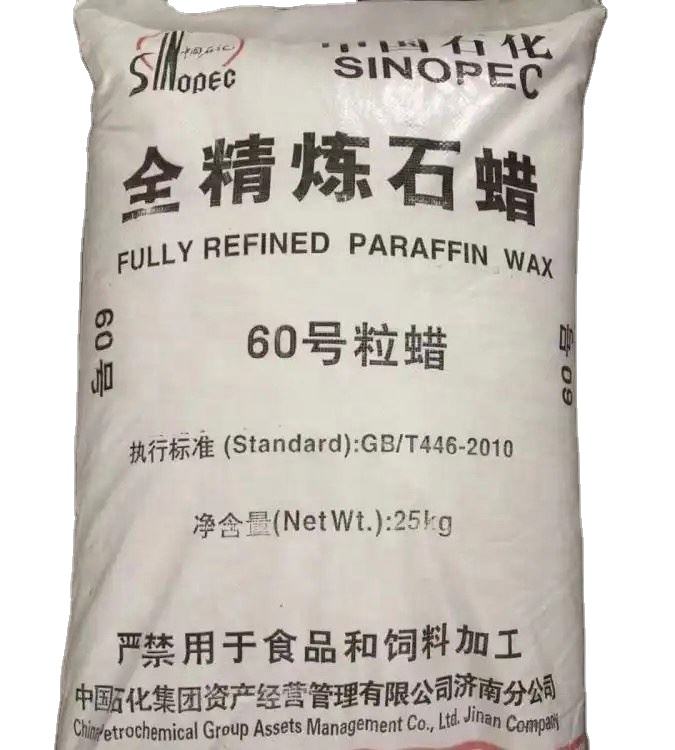 中国石化
SINOPEC
中国石化
SINOPEC
全精炼石蜡
FULLY REFINED PARAFFIN WAX
60号粒蜡
60号
60号
执行标准 (Standard):GB/T446-2010
净含量(Net Wt.):25kg
严禁用于食品和饲料加工
中国石化集团资产经营管理有限公司济南分公司
China Petrochemical Group Assets Management Co., Ltd. Jinan Company